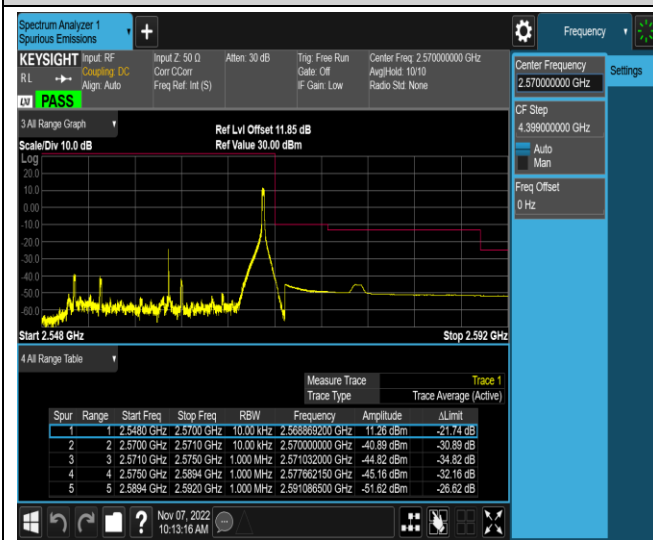 Spectrum Analyzer 1
Spurious Emissions
+
Frequency
KEYSIGHT Input: RF Input Z: 50 Ω Atten: 30 dB Trig: Free Run Center Freq: 2.570000000 GHz
RL Coupling: DC Corr CCorr Gate: Off Avg|Hold: 10/10
Align: Auto Freq Ref: Int (S) IF Gain: Low Radio Std: None
LXI PASS
Center Frequency
2.570000000 GHz
Settings
CF Step
4.399000000 GHz
Auto
Man
Freq Offset
0 Hz
3 All Range Graph
Ref Lvl Offset 11.85 dB
Scale/Div 10.0 dB Ref Value 30.00 dBm
Log
20.0
10.0
0.00
-10.0
-20.0
-30.0
-40.0
-50.0
-60.0
Start 2.548 GHz Stop 2.592 GHz
4 All Range Table
Measure Trace Trace 1
Trace Type Trace Average (Active)
Spur Range Start Freq Stop Freq RBW Frequency Amplitude ΔLimit
1 1 2.5480 GHz 2.5700 GHz 10.00 kHz 2.568869200 GHz 11.26 dBm -21.74 dB
2 2 2.5700 GHz 2.5710 GHz 10.00 kHz 2.570000000 GHz -40.89 dBm -30.89 dB
3 3 2.5710 GHz 2.5750 GHz 1.000 MHz 2.571032000 GHz -44.82 dBm -34.82 dB
4 4 2.5750 GHz 2.5894 GHz 1.000 MHz 2.577662150 GHz -45.16 dBm -32.16 dB
5 5 2.5894 GHz 2.5920 GHz 1.000 MHz 2.591086500 GHz -51.62 dBm -26.62 dB
? Nov 07, 2022
10:13:16 AM